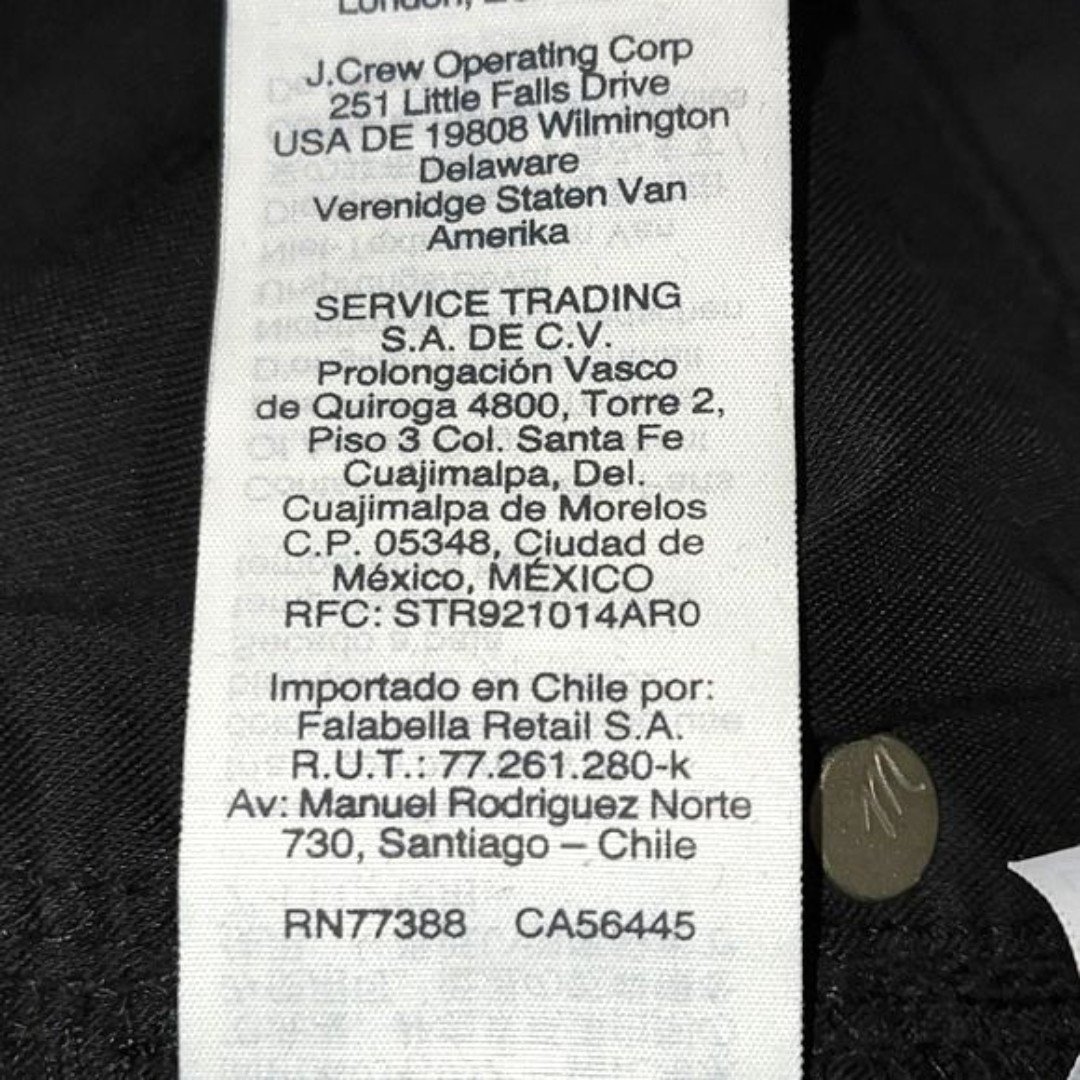 London,
J.Crew Operating Corp
251 Little Falls Drive
USA DE 19808 Wilmington
Delaware
Verenidge Staten Van
Amerika
SERVICE TRADING
S.A. DE C.V.
Prolongación Vasco
de Quiroga 4800, Torre 2,
Piso 3 Col. Santa Fe
Cuajimalpa, Del.
Cuajimalpa de Morelos
C.P. 05348, Ciudad de
México, MÉXICO
RFC: STR921014AR0
Importado en Chile por:
Falabella Retail S.A.
R.U.T.: 77.261.280-k
Av: Manuel Rodriguez Norte
730, Santiago – Chile
RN77388 CA56445